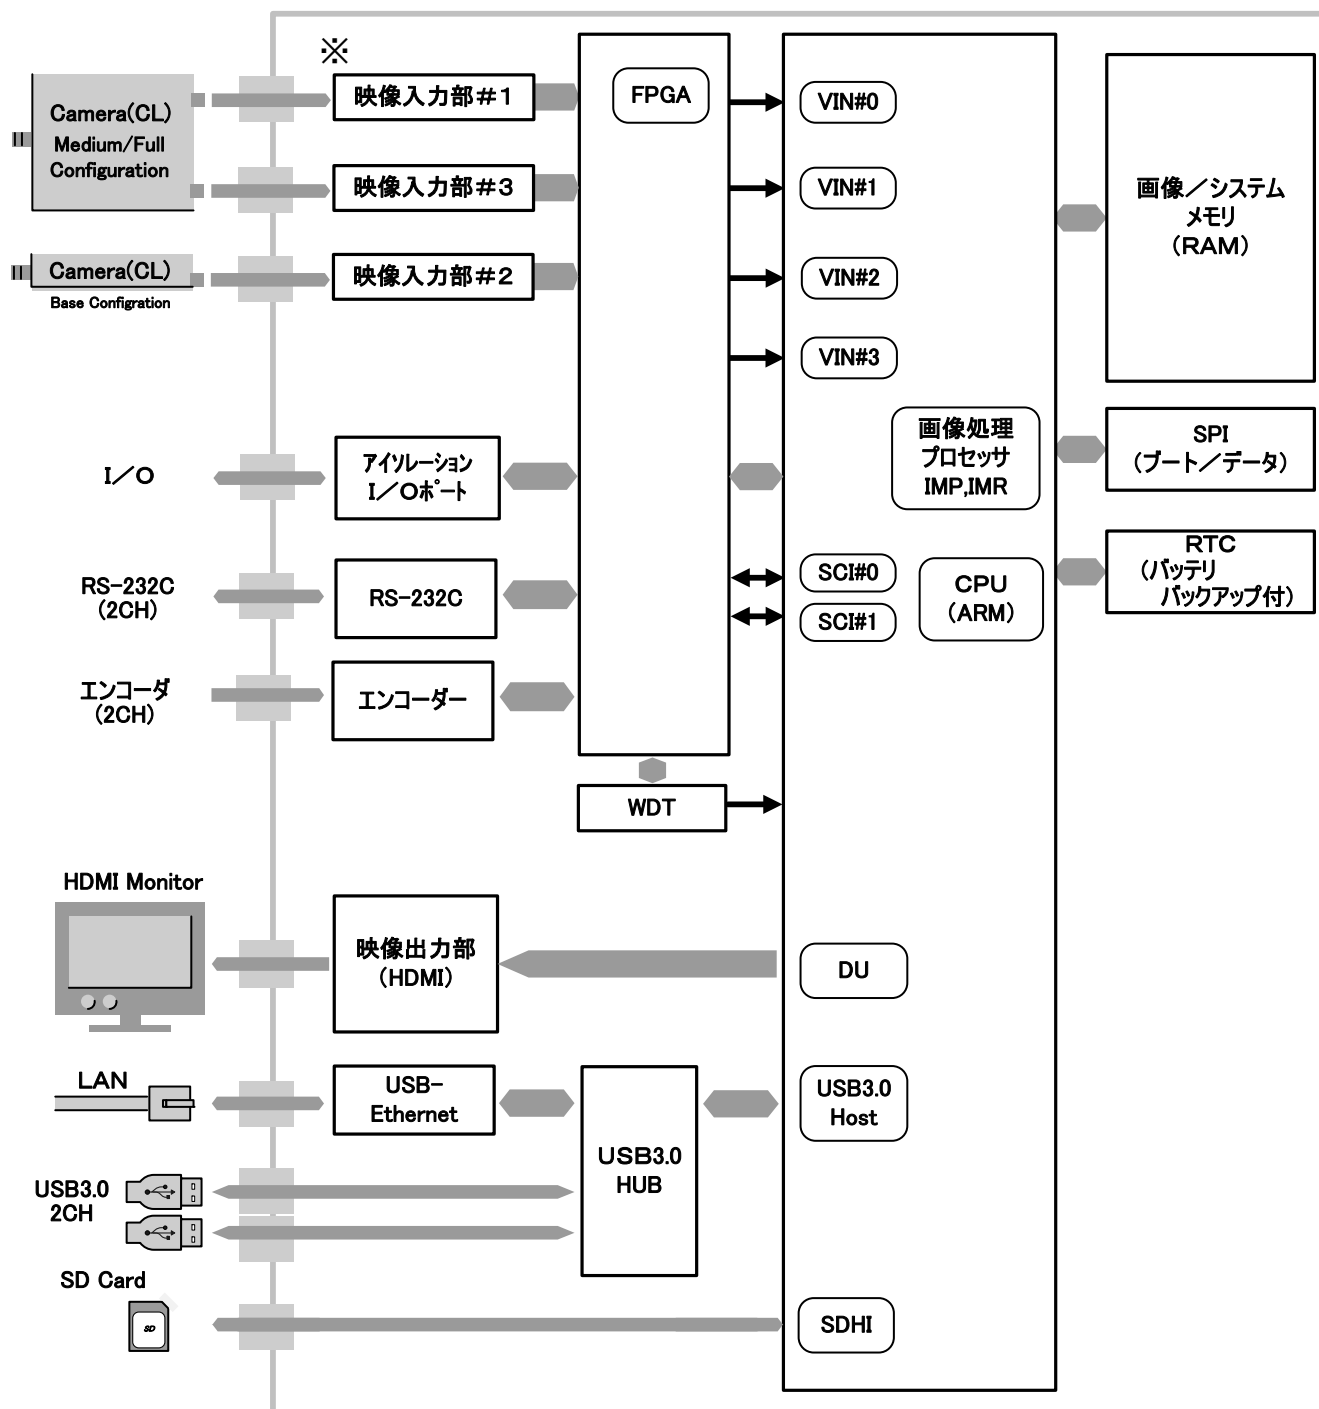 ※
Camera(CL)
Medium/Full
Configuration
映像入力部＃１
FPGA
VIN#0
映像入力部＃３
VIN#1
画像／システム
メモリ
（RAM）
Camera(CL)
Base Configration
映像入力部＃２
VIN#2
VIN#3
I／O
アイソレーション
I／Oポート
画像処理
プロセッサ
IMP,IMR
SPI
（ブート／データ）
RS-232C
(2CH)
RS-232C
SCI#0
SCI#1
CPU
（ARM）
RTC
（バッテリ
バックアップ付）
エンコーダ
(2CH)
エンコーダー
WDT
HDMI Monitor
映像出力部
（HDMI）
DU
LAN
USB-
Ethernet
USB3.0
HUB
USB3.0
Host
USB3.0
2CH
SD Card
SD
SDHI